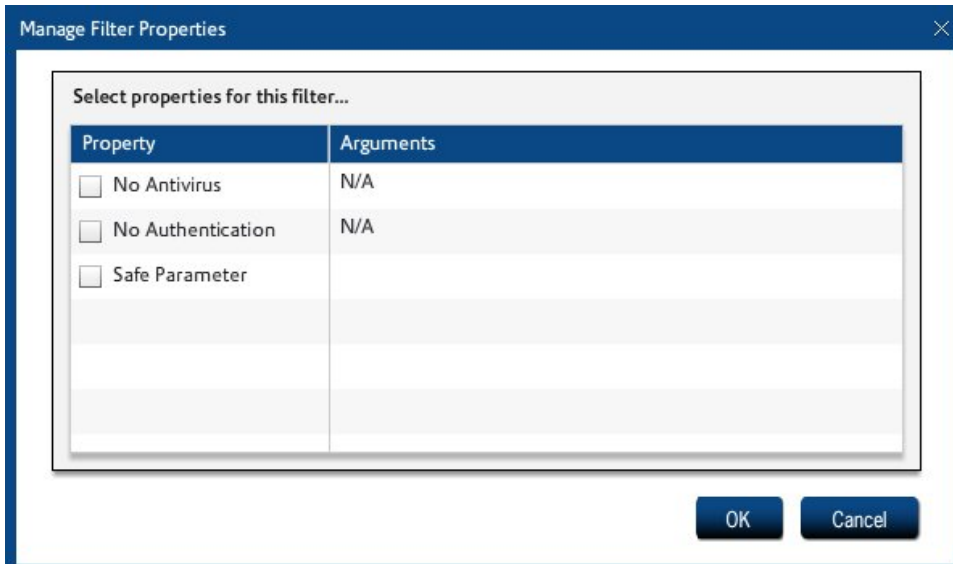 Manage Filter Properties
Select properties for this filter...
Property Arguments
No Antivirus N/A
No Authentication N/A
Safe Parameter
OK Cancel